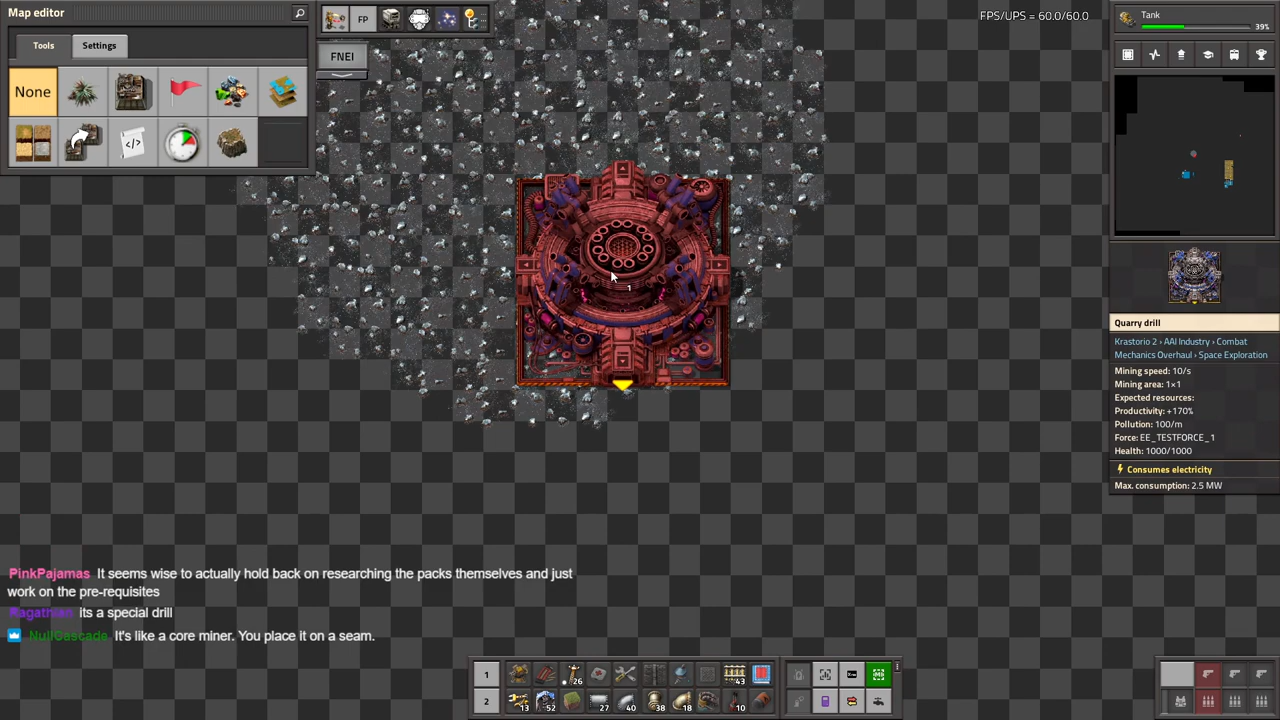 Map editor
Tools
Settings
None
</>
FP
FNEI
FPS/UPS = 60.0/60.0
Tank
39%
1
Quarry drill
Krastorio 2 › AAI Industry › Combat
Mechanics Overhaul › Space Exploration
Mining speed: 10/s
Mining area: 1×1
Expected resources:
Productivity: +170%
Pollution: 100/m
Force: EE_TESTFORCE_1
Health: 1000/1000
Consumes electricity
Max. consumption: 2.5 MW
PinkPajamas It seems wise to actually hold back on researching the packs themselves and just
work on the pre-requisites
Ragathian its a special drill
NullCascade It's like a core miner. You place it on a seam.
1
26
43
2
13
52
27
40
38
18
10